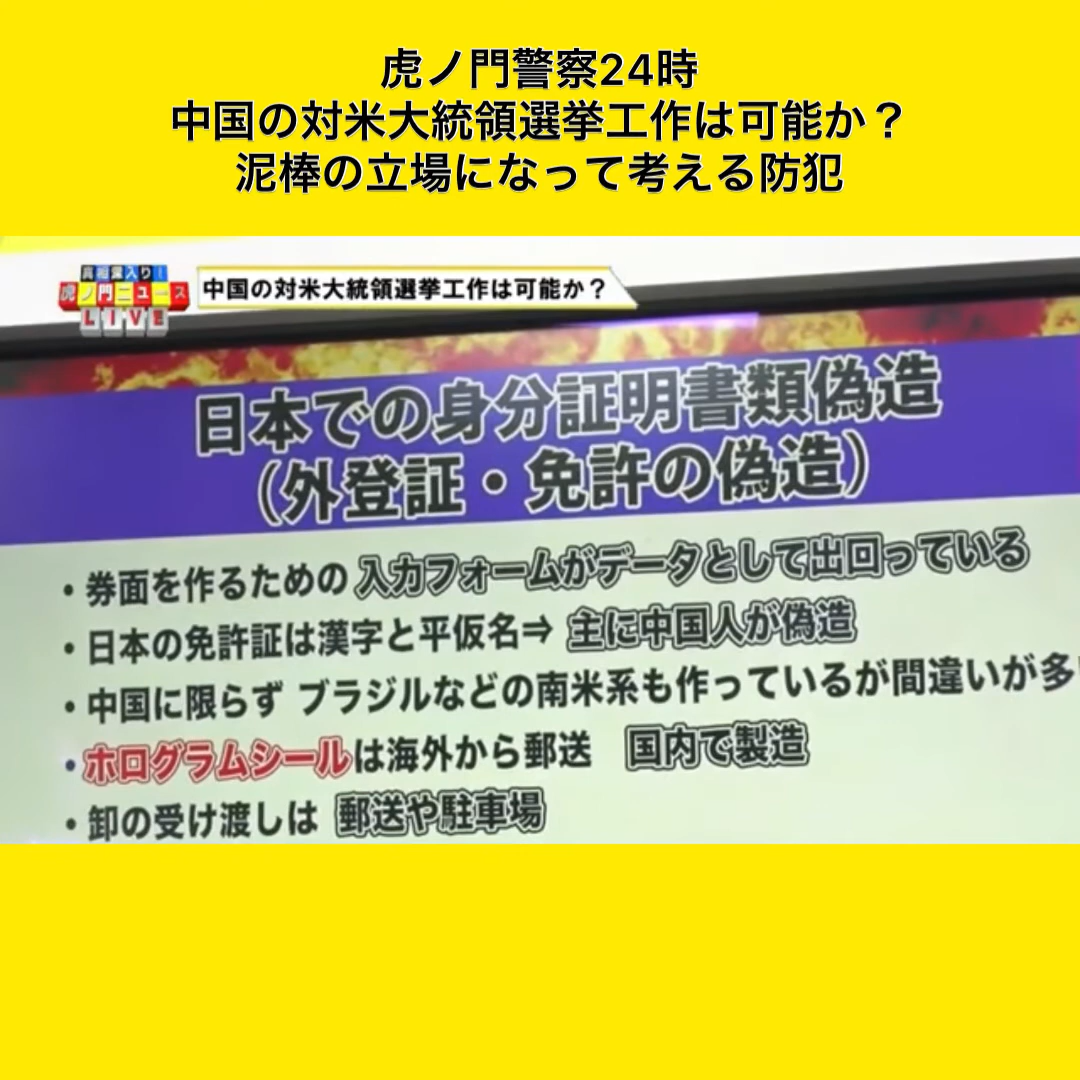 虎ノ門警察24時
中国の対米大統領選挙工作は可能か？
泥棒の立場になって考える防犯
真相深入り！
虎ノ門ニュース
LIVE
中国の対米大統領選挙工作は可能か？
日本での身分証明書類偽造
（外登証・免許の偽造）
・券面を作るための 入力フォームがデータとして出回っている
・日本の免許証は漢字と平仮名⇒ 主に中国人が偽造
・中国に限らず ブラジルなどの南米系も作っているが間違いが多い
・ホログラムシールは海外から郵送 国内で製造
・卸の受け渡しは 郵送や駐車場